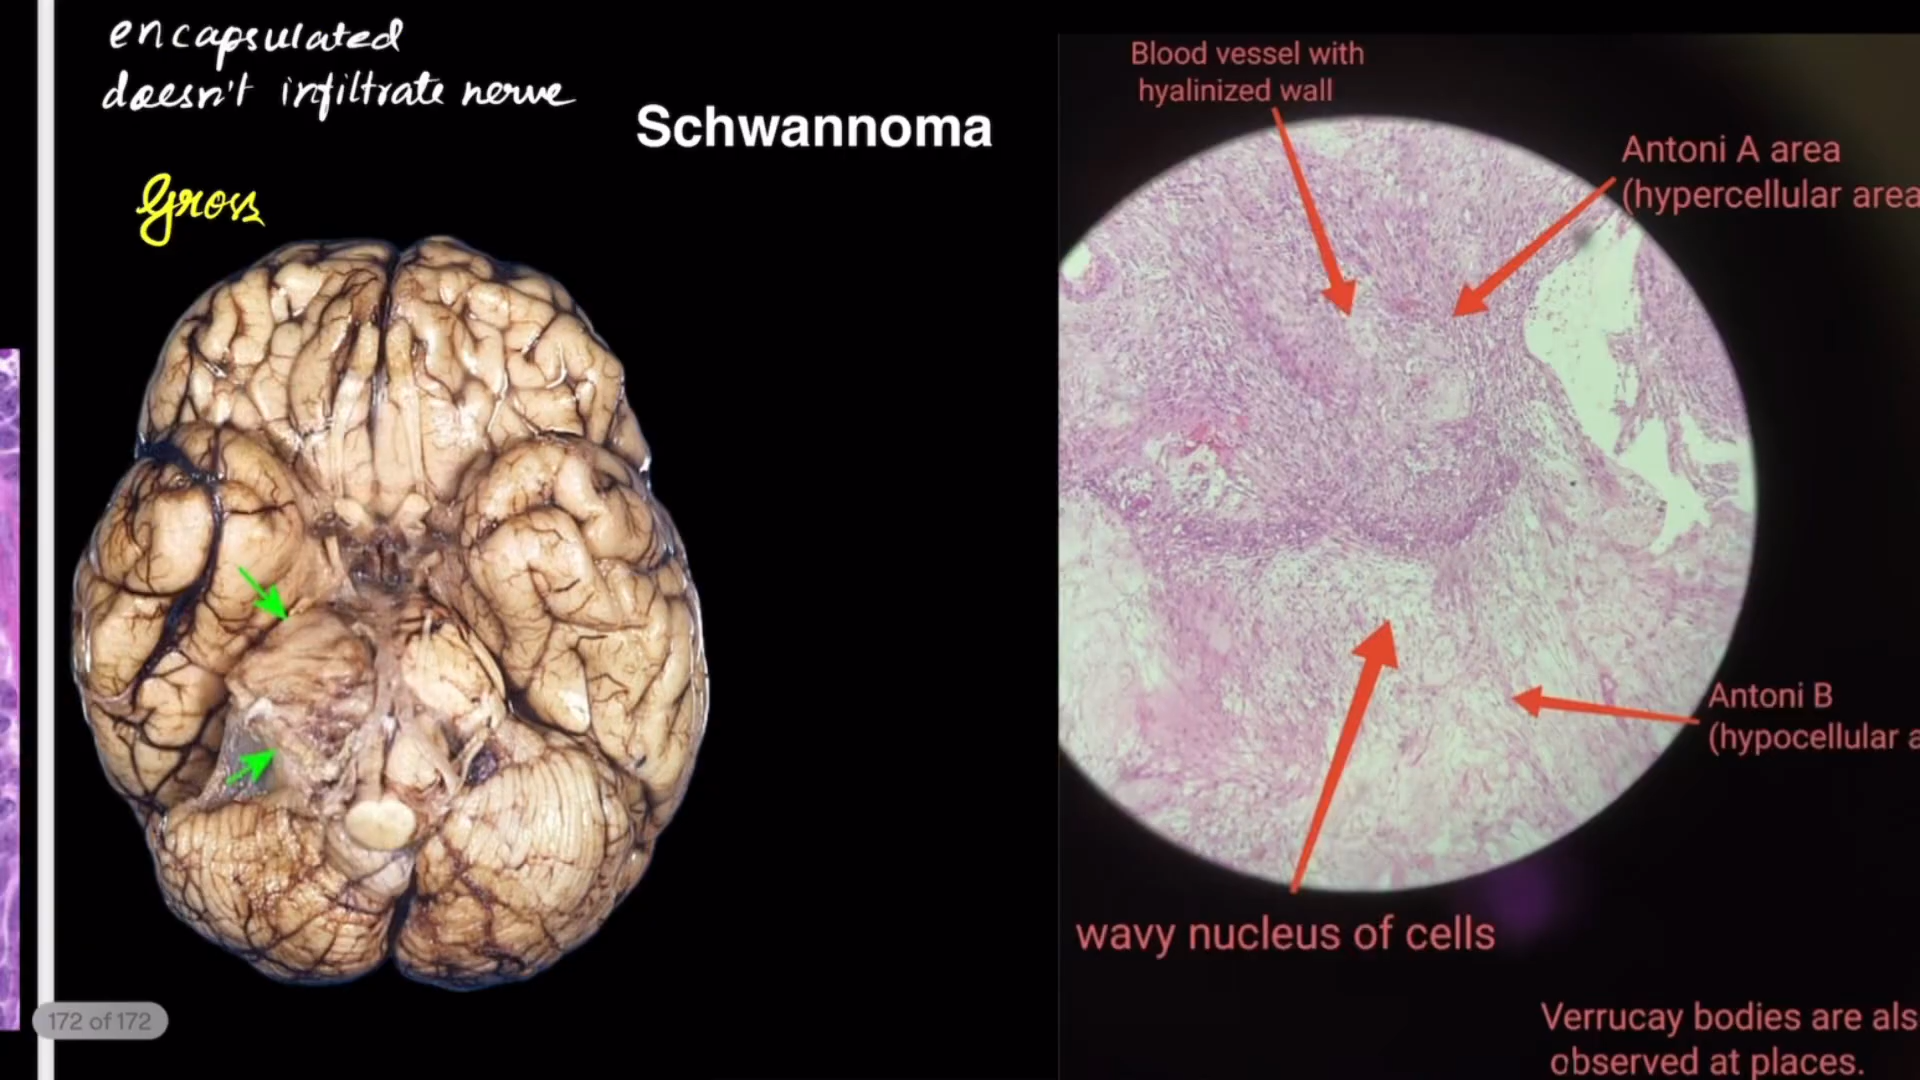 encapsulated
doesn't infiltrate nerve
Schwannoma
Gross
Blood vessel with
hyalinized wall
Antoni A area
(hypercellular area
Antoni B
(hypocellular a
wavy nucleus of cells
Verrucay bodies are als
observed at places.
172 of 172